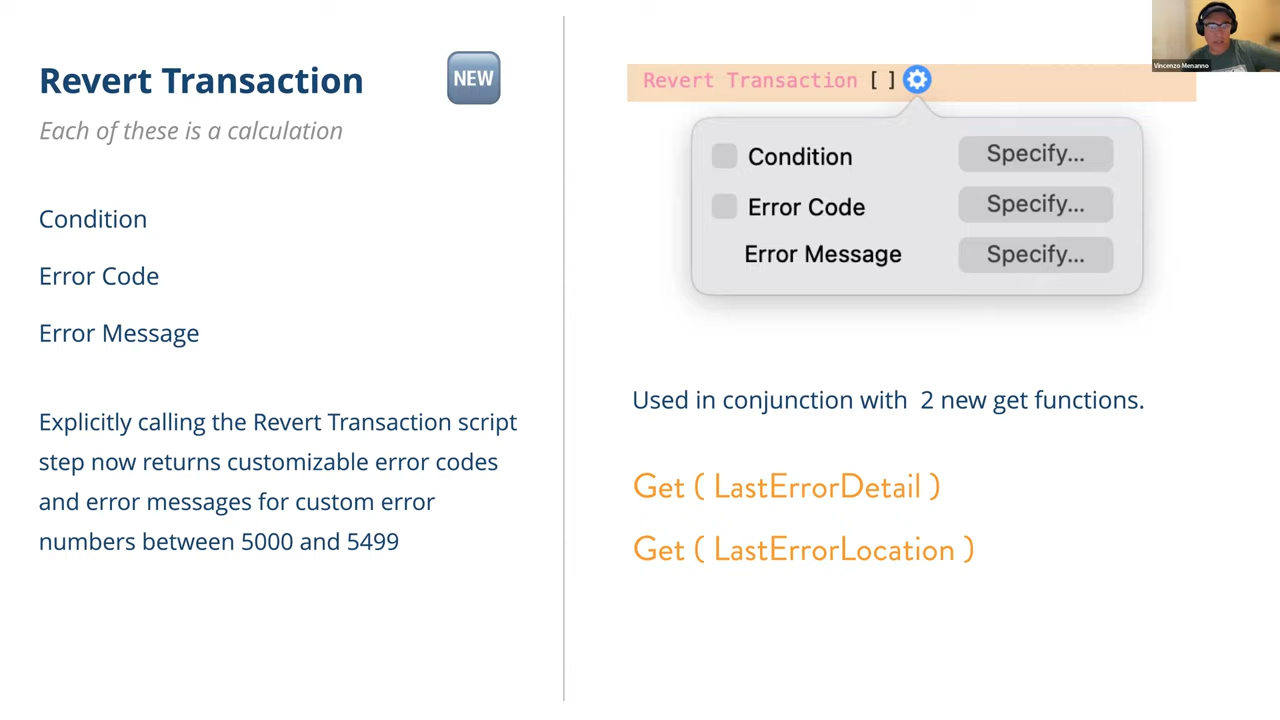 Revert Transaction
NEW
Each of these is a calculation
Condition
Error Code
Error Message
Explicitly calling the Revert Transaction script
step now returns customizable error codes
and error messages for custom error
numbers between 5000 and 5499
Revert Transaction [ ]
Condition
Specify...
Error Code
Specify...
Error Message
Specify...
Used in conjunction with  2 new get functions.
Get ( LastErrorDetail )
Get ( LastErrorLocation )
Vincenzo Menanno